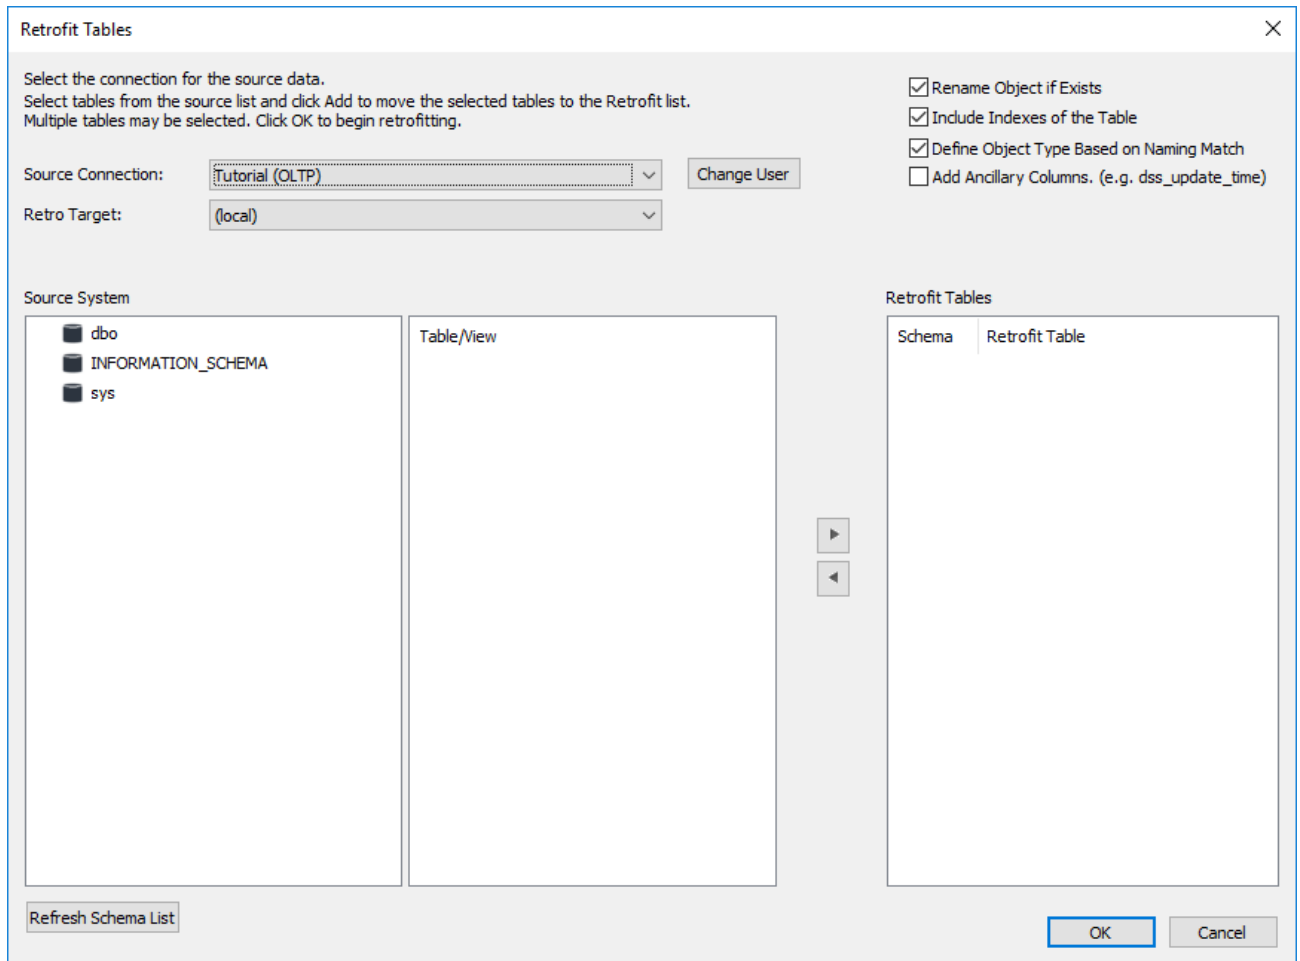 Retrofit Tables
Select the connection for the source data.
Select tables from the source list and click Add to move the selected tables to the Retrofit list.
Multiple tables may be selected. Click OK to begin retrofitting.
Rename Object if Exists
Include Indexes of the Table
Define Object Type Based on Naming Match
Add Ancillary Columns. (e.g. dss_update_time)
Source Connection: Tutorial (OLTP) Change User
Retro Target: (local)
Source System
dbo
INFORMATION_SCHEMA
sys
Table/View
Retrofit Tables
Schema Retrofit Table
Refresh Schema List
OK Cancel